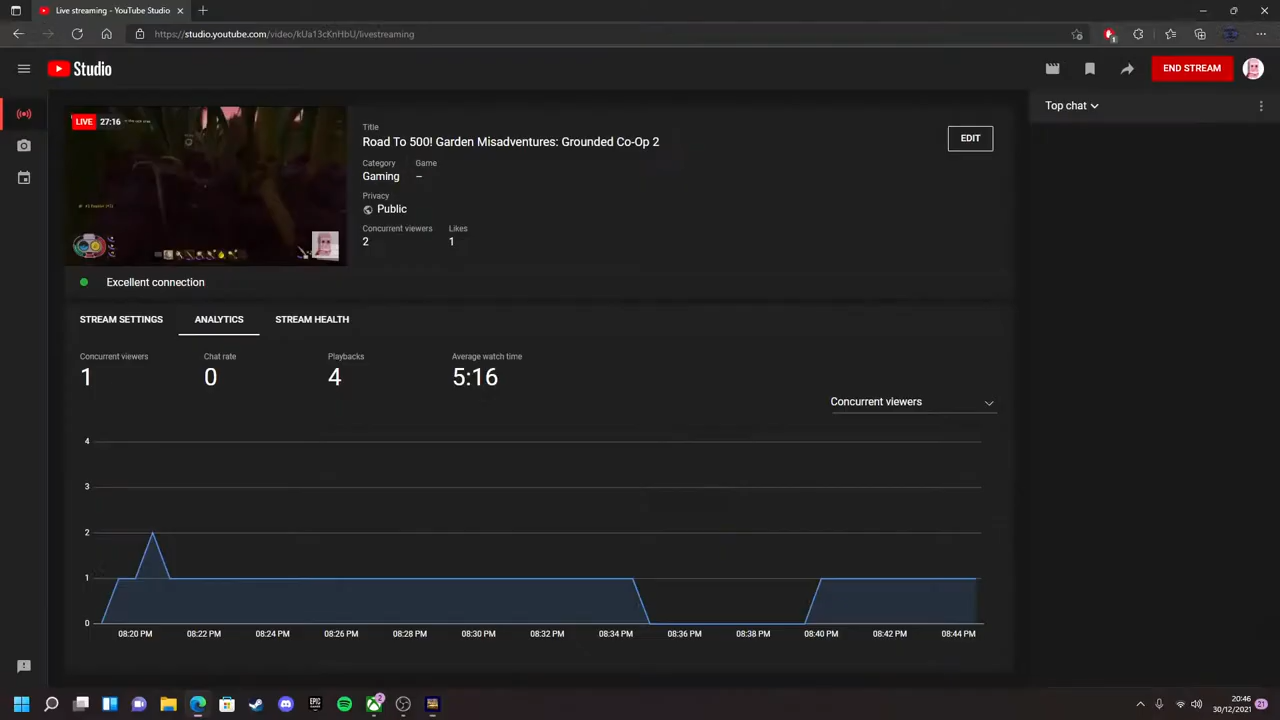 Live streaming - YouTube Studio
https://studio.youtube.com/video/kUa13cKnHbU/livestreaming
1
Studio
END STREAM
LIVE 27:16
Title
Road To 500! Garden Misadventures: Grounded Co-Op 2
EDIT
Category Game
Gaming –
Privacy
Public
Concurrent viewers Likes
2 1
Top chat
Excellent connection
STREAM SETTINGS ANALYTICS STREAM HEALTH
Concurrent viewers Chat rate Playbacks Average watch time
1 0 4 5:16
Concurrent viewers
4
3
2
1
0
08:20 PM 08:22 PM 08:24 PM 08:26 PM 08:28 PM 08:30 PM 08:32 PM 08:34 PM 08:36 PM 08:38 PM 08:40 PM 08:42 PM 08:44 PM
EPIC
2
20:46
30/12/2021
21